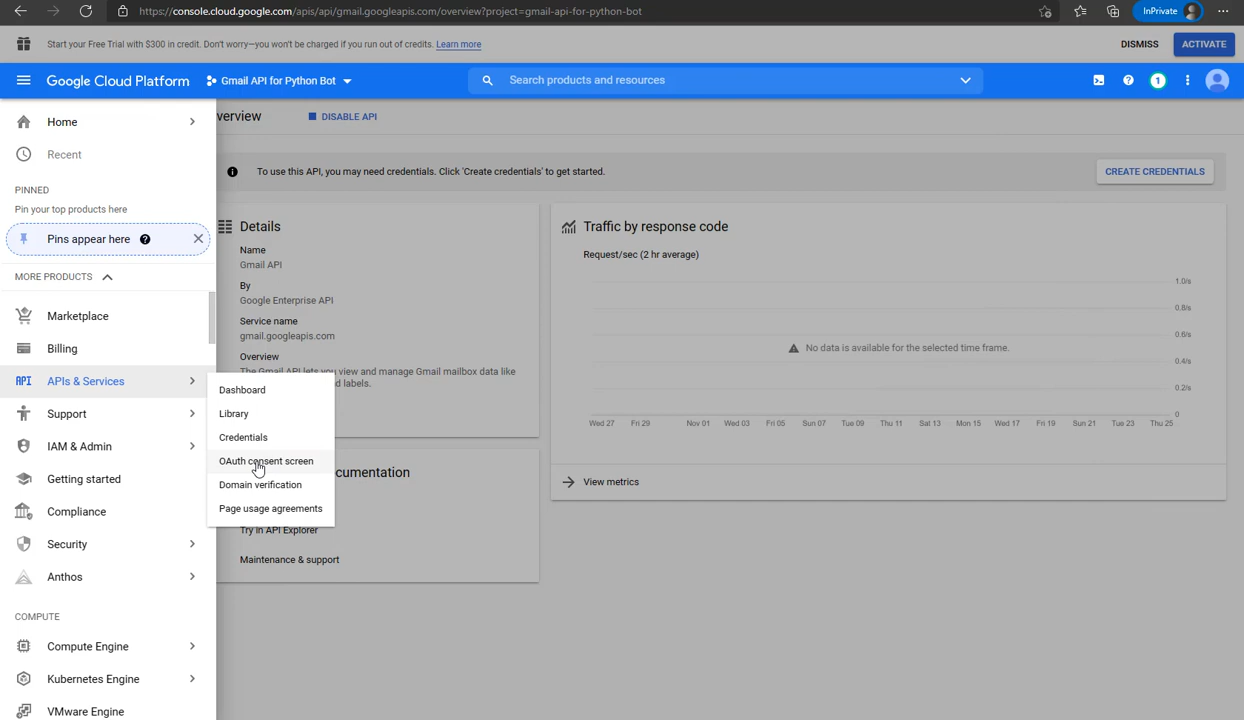 https://console.cloud.google.com/apis/api/gmail.googleapis.com/overview?project=gmail-api-for-python-bot
InPrivate
Start your Free Trial with $300 in credit. Don't worry—you won't be charged if you run out of credits. Learn more
DISMISS
ACTIVATE
Google Cloud Platform
Gmail API for Python Bot
Search products and resources
1
Home
Recent
PINNED
Pin your top products here
Pins appear here
MORE PRODUCTS
Marketplace
Billing
API APIs & Services
Support
IAM & Admin
Getting started
Compliance
Security
Anthos
COMPUTE
Compute Engine
Kubernetes Engine
VMware Engine
Dashboard
Library
Credentials
OAuth consent screen
Domain verification
Page usage agreements
verview
DISABLE API
To use this API, you may need credentials. Click 'Create credentials' to get started.
CREATE CREDENTIALS
Details
Name
Gmail API
By
Google Enterprise API
Service name
gmail.googleapis.com
Overview
The Gmail API lets you view and manage Gmail mailbox data like
d labels.
cumentation
Try in API Explorer
Maintenance & support
Traffic by response code
Request/sec (2 hr average)
1.0/s
0.8/s
0.6/s
No data is available for the selected time frame.
0.4/s
0.2/s
0
Wed 27 Fri 29 Nov 01 Wed 03 Fri 05 Sun 07 Tue 09 Thu 11 Sat 13 Mon 15 Wed 17 Fri 19 Sun 21 Tue 23 Thu 25
View metrics